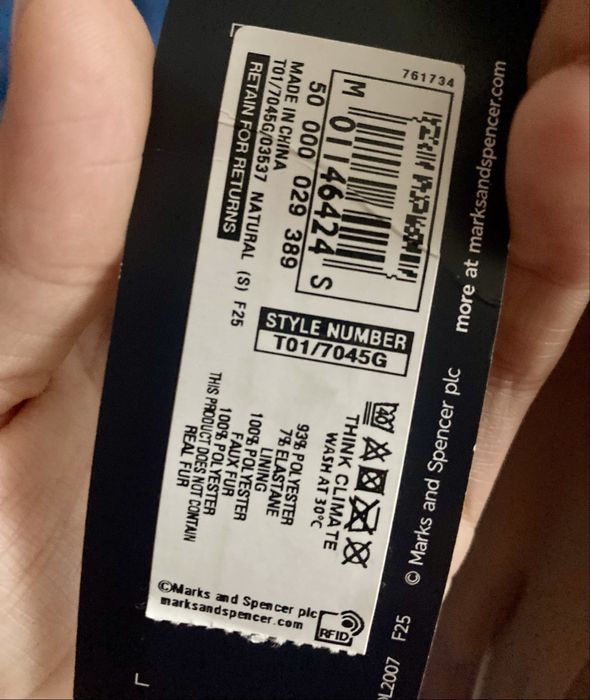 761734
M 01146424 S
50 000 029 389
MADE IN CHINA
T01/7045G/03537 NATURAL (S) F25
RETAIN FOR RETURNS
STYLE NUMBER
T01/7045G
40
THINK CLIMATE
WASH AT 30°C
93% POLYESTER
7% ELASTANE
LINING
100% POLYESTER
FAUX FUR
100% POLYESTER
THIS PRODUCT DOES NOT CONTAIN
REAL FUR
©Marks and Spencer plc
marksandspencer.com
RFID
more at marksandspencer.com
© Marks and Spencer plc
F25